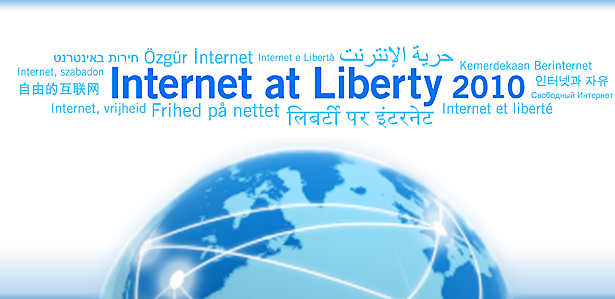 חירות באינטרנט Özgür İnternet Internet e Libertà حرية الإنترنت Kemerdekaan Berinternet
Internet, szabadon
自由的互联网
Internet at Liberty 2010
인터넷과 자유
Свободный Интернет
Internet, vrijheid Frihed på nettet लिबर्टी पर इंटरनेट Internet et liberté